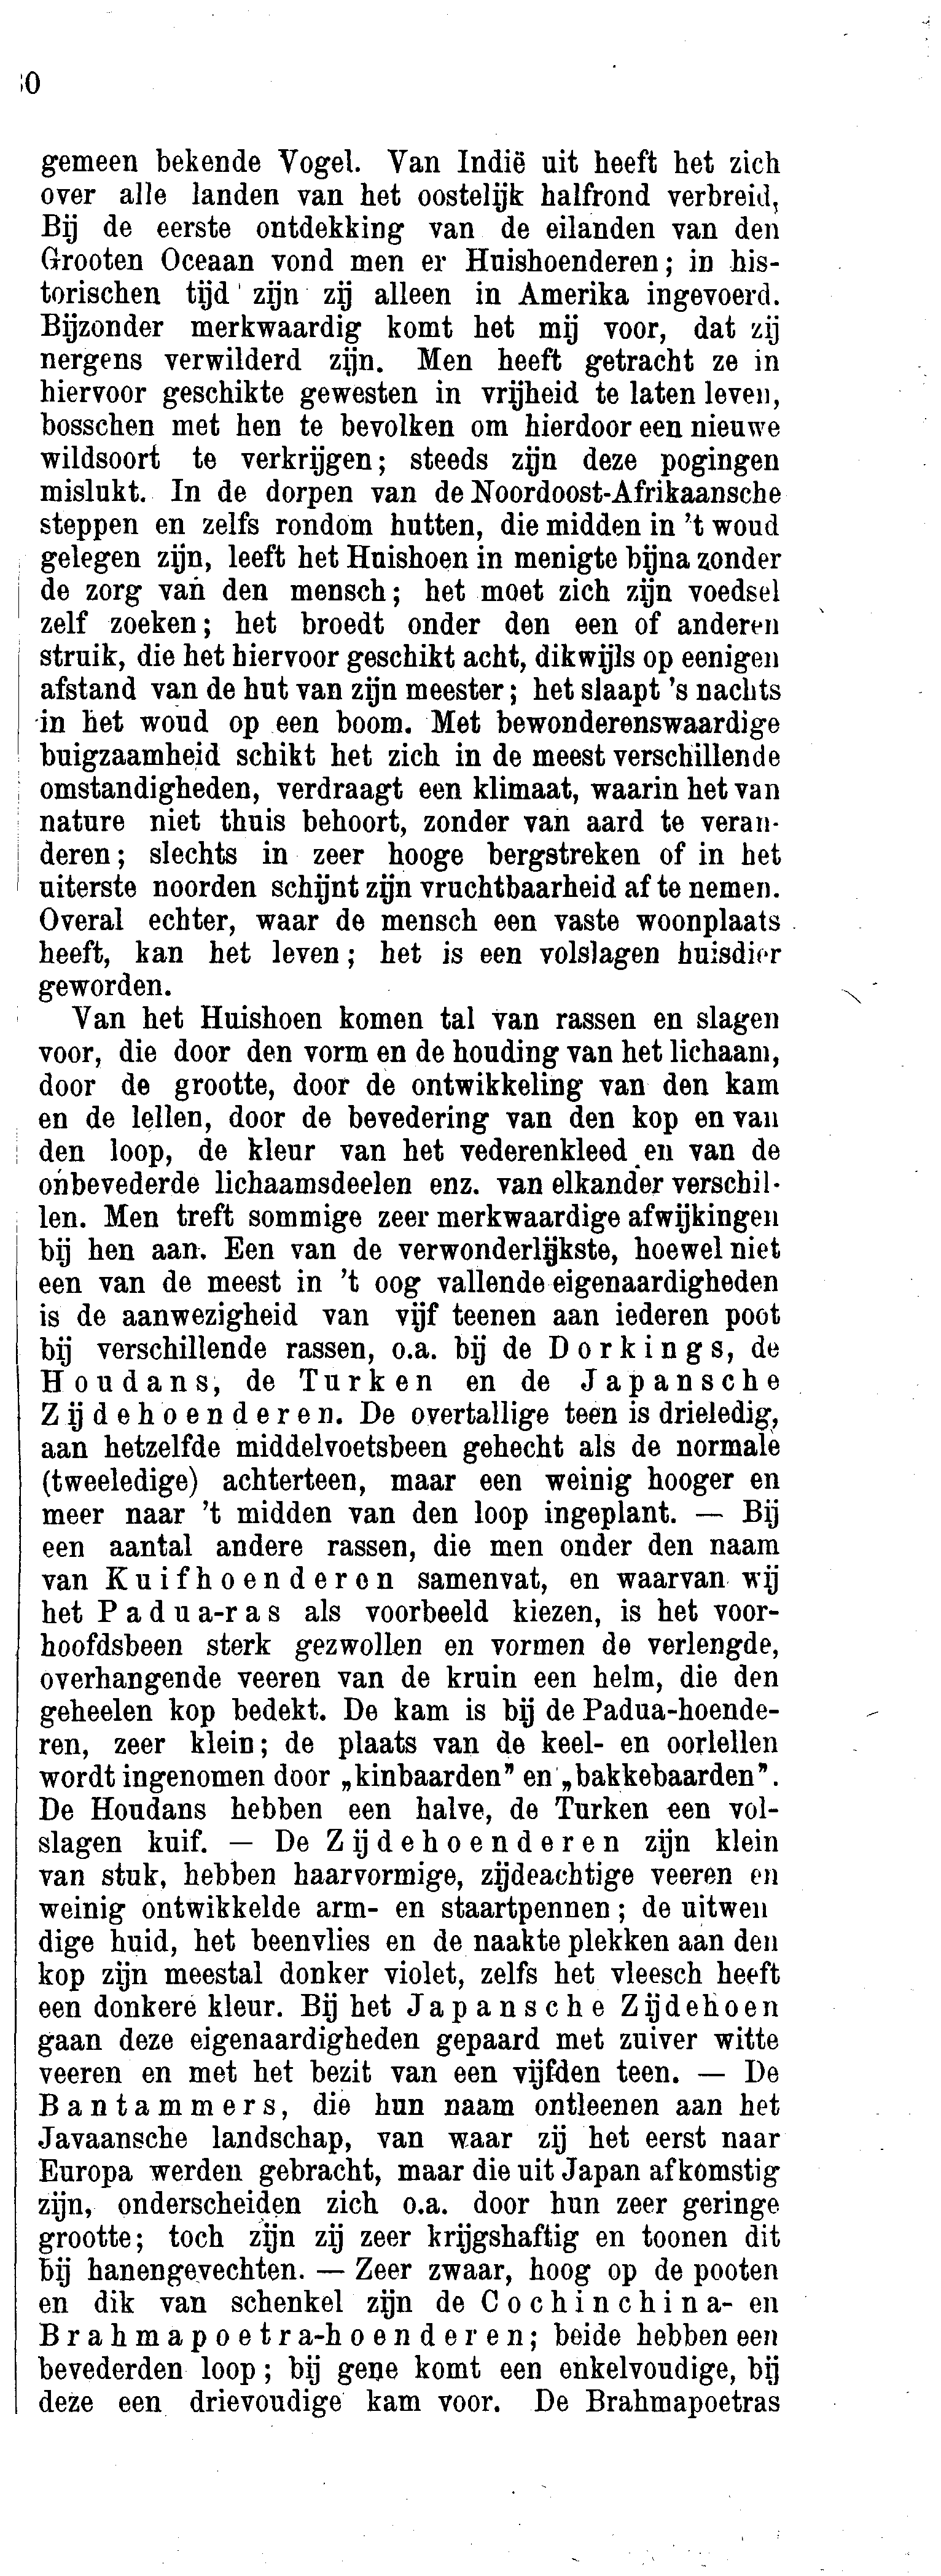 30
gemeen bekende Vogel. Van Indië uit heeft het zich
over alle landen van het oostelijk halfrond verbreid,
Bij de eerste ontdekking van de eilanden van den
Grooten Oceaan vond men er Huishoenderen; in his-
torischen tijd zijn zij alleen in Amerika ingevoerd.
Bijzonder merkwaardig komt het mij voor, dat zij
nergens verwilderd zijn. Men heeft getracht ze in
hiervoor geschikte gewesten in vrijheid te laten leven,
bosschen met hen te bevolken om hierdoor een nieuwe
wildsoort te verkrijgen; steeds zijn deze pogingen
mislukt. In de dorpen van de Noordoost-Afrikaansche
steppen en zelfs rondom hutten, die midden in 't woud
gelegen zijn, leeft het Huishoen in menigte bijna zonder
de zorg van den mensch; het moet zich zijn voedsel
zelf zoeken; het broedt onder den een of anderen
struik, die het hiervoor geschikt acht, dikwijls op eenigen
afstand van de hut van zijn meester; het slaapt 's nachts
in het woud op een boom. Met bewonderenswaardige
buigzaamheid schikt het zich in de meest verschillende
omstandigheden, verdraagt een klimaat, waarin het van
nature niet thuis behoort, zonder van aard te veran-
deren; slechts in zeer hooge bergstreken of in het
uiterste noorden schijnt zijn vruchtbaarheid af te nemen.
Overal echter, waar de mensch een vaste woonplaats
heeft, kan het leven; het is een volslagen huisdier
geworden.
Van het Huishoen komen tal van rassen en slagen
voor, die door den vorm en de houding van het lichaam,
door de grootte, door de ontwikkeling van den kam
en de lellen, door de bevedering van den kop en van
den loop, de kleur van het vederenkleed en van de
onbevederde lichaamsdeelen enz. van elkander verschil-
len. Men treft sommige zeer merkwaardige afwijkingen
bij hen aan. Een van de verwonderlijkste, hoewel niet
een van de meest in 't oog vallende eigenaardigheden
is de aanwezigheid van vijf teenen aan iederen poot
bij verschillende rassen, o.a. bij de Dorkings, de
Houdans, de Turken en de Japansche
Zijdehoenderen. De overtallige teen is drieledig,
aan hetzelfde middelvoetsbeen gehecht als de normale
(tweeledige) achterteen, maar een weinig hooger en
meer naar 't midden van den loop ingeplant. — Bij
een aantal andere rassen, die men onder den naam
van Kuifhoenderon samenvat, en waarvan wij
het Padua-ras als voorbeeld kiezen, is het voor-
hoofdsbeen sterk gezwollen en vormen de verlengde,
overhangende veeren van de kruin een helm, die den
geheelen kop bedekt. De kam is bij de Padua-hoende-
ren, zeer klein; de plaats van de keel- en oorlellen
wordt ingenomen door „kinbaarden” en „bakkebaarden”.
De Houdans hebben een halve, de Turken een vol-
slagen kuif. — De Zijdehoenderen zijn klein
van stuk, hebben haarvormige, zijdeachtige veeren en
weinig ontwikkelde arm- en staartpennen; de uitwen
dige huid, het beenvlies en de naakte plekken aan den
kop zijn meestal donker violet, zelfs het vleesch heeft
een donkere kleur. Bij het Japansche Zijdehoen
gaan deze eigenaardigheden gepaard met zuiver witte
veeren en met het bezit van een vijfden teen. — De
Bantammers, die hun naam ontleenen aan het
Javaansche landschap, van waar zij het eerst naar
Europa werden gebracht, maar die uit Japan afkomstig
zijn, onderscheiden zich o.a. door hun zeer geringe
grootte; toch zijn zij zeer krijgshaftig en toonen dit
bij hanengevechten. — Zeer zwaar, hoog op de pooten
en dik van schenkel zijn de Cochinchina- en
Brahmapoetra-hoenderen; beide hebben een
bevederden loop; bij gene komt een enkelvoudige, bij
deze een drievoudige kam voor. De Brahmapoetras